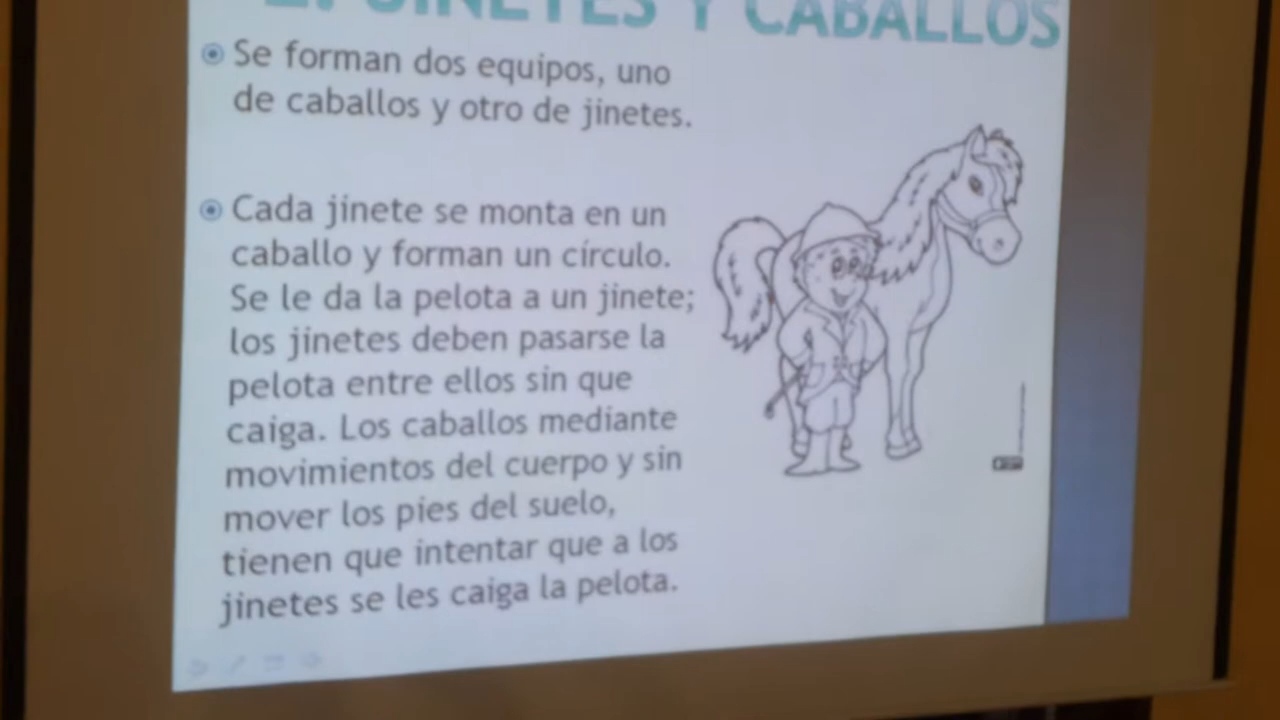 2. JINETES Y CABALLOS
Se forman dos equipos, uno
de caballos y otro de jinetes.
Cada jinete se monta en un
caballo y forman un círculo.
Se le da la pelota a un jinete;
los jinetes deben pasarse la
pelota entre ellos sin que
caiga. Los caballos mediante
movimientos del cuerpo y sin
mover los pies del suelo,
tienen que intentar que a los
jinetes se les caiga la pelota.